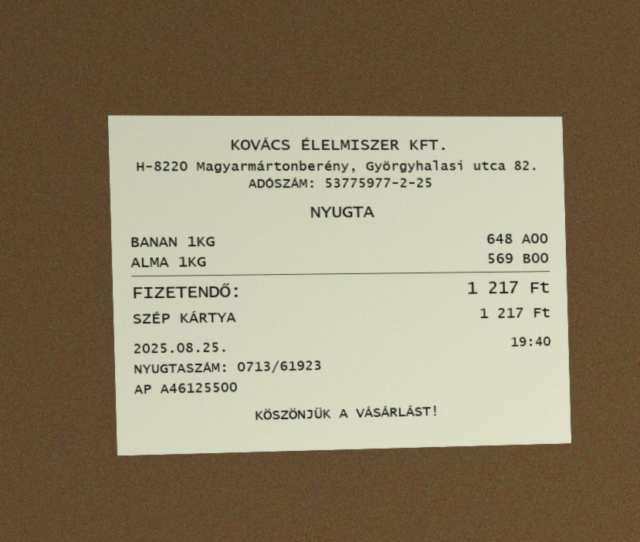 KOVÁCS ÉLELMISZER KFT.
H-8220 Magyarmártonberény, Györgyhalasi utca 82.
ADÓSZÁM: 53775977-2-25
NYUGTA
BANAN 1KG 648 A00
ALMA 1KG 569 B00
FIZETENDŐ: 1 217 Ft
SZÉP KÁRTYA 1 217 Ft
2025.08.25. 19:40
NYUGTASZÁM: 0713/61923
AP A46125500
KÖSZÖNJÜK A VÁSÁRLÁST!